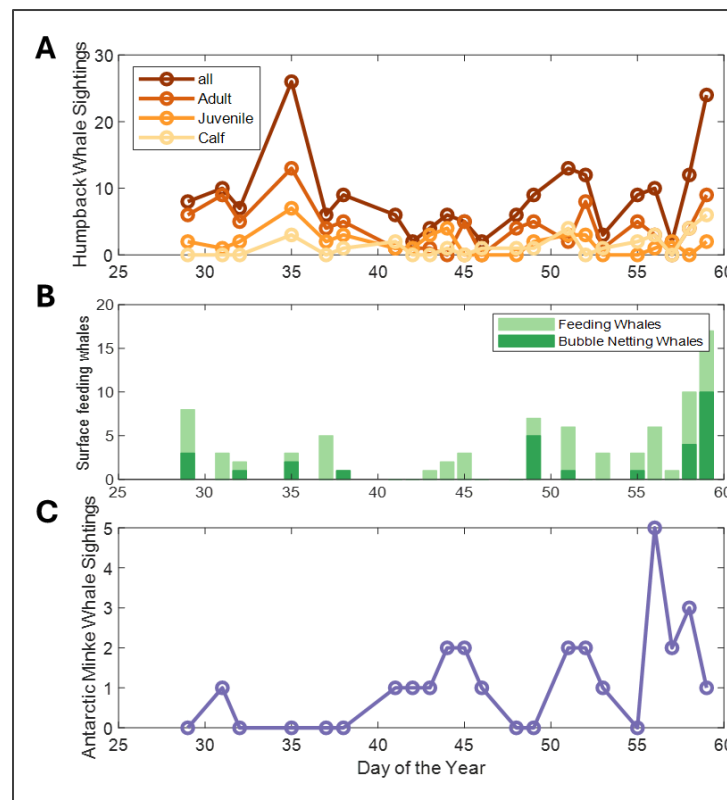 A
Humpback Whale Sightings
30
20
10
0
all
Adult
Juvenile
Calf
25 30 35 40 45 50 55 60
B
Surface feeding whales
20
15
10
5
0
Feeding Whales
Bubble Netting Whales
25 30 35 40 45 50 55 60
C
Antarctic Minke Whale Sightings
5
4
3
2
1
0
25 30 35 40 45 50 55 60
Day of the Year